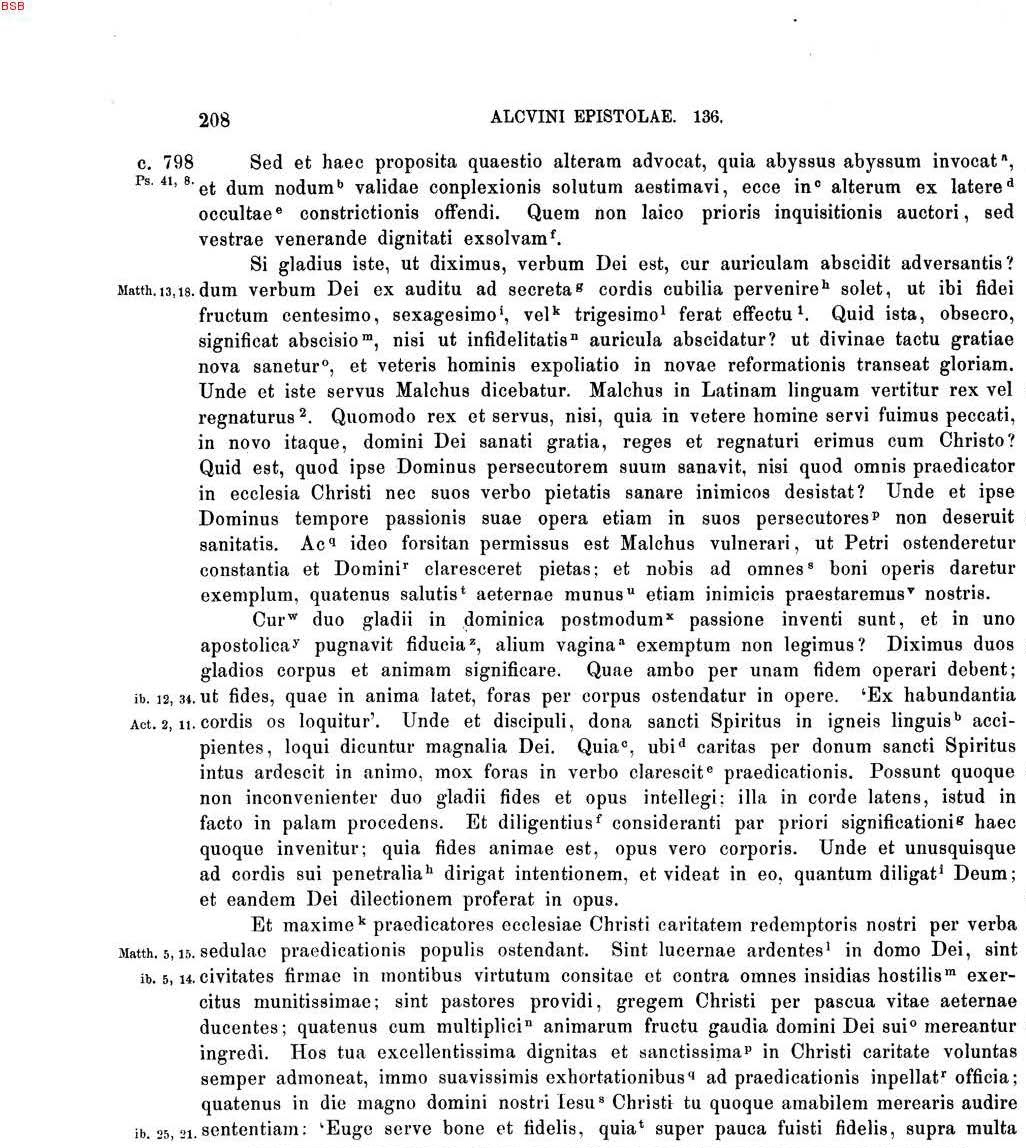 BSB
208 ALCVINI EPISTOLAE. 136.
c. 798 Sed et haec proposita quaestio alteram advocat, quia abyssus abyssum invocat ᵃ,
Ps. 41, 8. et dum nodum ᵇ validae conplexionis solutum aestimavi, ecce in ᶜ alterum ex latere ᵈ
occultae ᵉ constrictionis offendi. Quem non laico prioris inquisitionis auctori, sed
vestrae venerande dignitati exsolvam ᶠ.
Si gladius iste, ut diximus, verbum Dei est, cur auriculam abscidit adversantis?
Matth. 13, 18. dum verbum Dei ex auditu ad secreta ᵍ cordis cubilia pervenire ʰ solet, ut ibi fidei
fructum centesimo, sexagesimo ⁱ, vel ᵏ trigesimo ˡ ferat effectu ¹. Quid ista, obsecro,
significat abscisio ᵐ, nisi ut infidelitatis ⁿ auricula abscidatur? ut divinae tactu gratiae
nova sanetur ᵒ, et veteris hominis expoliatio in novae reformationis transeat gloriam.
Unde et iste servus Malchus dicebatur. Malchus in Latinam linguam vertitur rex vel
regnaturus ². Quomodo rex et servus, nisi, quia in vetere homine servi fuimus peccati,
in novo itaque, domini Dei sanati gratia, reges et regnaturi erimus cum Christo?
Quid est, quod ipse Dominus persecutorem suum sanavit, nisi quod omnis praedicator
in ecclesia Christi nec suos verbo pietatis sanare inimicos desistat? Unde et ipse
Dominus tempore passionis suae opera etiam in suos persecutores ᵖ non deseruit
sanitatis. Ac ᑫ ideo forsitan permissus est Malchus vulnerari, ut Petri ostenderetur
constantia et Domini ʳ claresceret pietas; et nobis ad omnes ˢ boni operis daretur
exemplum, quatenus salutis ᵗ aeternae munus ᵘ etiam inimicis praestaremus ᵛ nostris.
Cur ʷ duo gladii in dominica postmodum ˣ passione inventi sunt, et in uno
apostolica ʸ pugnavit fiducia ᶻ, alium vagina ᵃ exemptum non legimus? Diximus duos
gladios corpus et animam significare. Quae ambo per unam fidem operari debent;
ib. 12, 34. ut fides, quae in anima latet, foras per corpus ostendatur in opere. ‘Ex habundantia
Act. 2, 11. cordis os loquitur’. Unde et discipuli, dona sancti Spiritus in igneis linguis ᵇ acci-
pientes, loqui dicuntur magnalia Dei. Quia ᶜ, ubi ᵈ caritas per donum sancti Spiritus
intus ardescit in animo, mox foras in verbo clarescit ᵉ praedicationis. Possunt quoque
non inconvenienter duo gladii fides et opus intellegi; illa in corde latens, istud in
facto in palam procedens. Et diligentius ᶠ consideranti par priori significationi ᵍ haec
quoque invenitur; quia fides animae est, opus vero corporis. Unde et unusquisque
ad cordis sui penetralia ʰ dirigat intentionem, et videat in eo, quantum diligat ⁱ Deum;
et eandem Dei dilectionem proferat in opus.
Et maxime ᵏ praedicatores ecclesiae Christi caritatem redemptoris nostri per verba
Matth. 5, 15. sedulae praedicationis populis ostendant. Sint lucernae ardentes ˡ in domo Dei, sint
ib. 5, 14. civitates firmae in montibus virtutum consitae et contra omnes insidias hostilis ᵐ exer-
citus munitissimae; sint pastores providi, gregem Christi per pascua vitae aeternae
ducentes; quatenus cum multiplici ⁿ animarum fructu gaudia domini Dei sui ᵒ mereantur
ingredi. Hos tua excellentissima dignitas et sanctissima ᵖ in Christi caritate voluntas
semper admoneat, immo suavissimis exhortationibus ᑫ ad praedicationis inpellat ʳ officia;
quatenus in die magno domini nostri Iesu ˢ Christi tu quoque amabilem merearis audire
ib. 25, 21. sententiam: ‘Euge serve bone et fidelis, quia ᵗ super pauca fuisti fidelis, supra multa